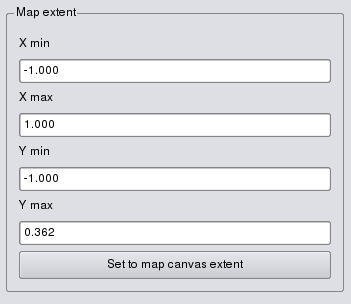 Map extent
X min
-1.000
X max
1.000
Y min
-1.000
Y max
0.362
Set to map canvas extent